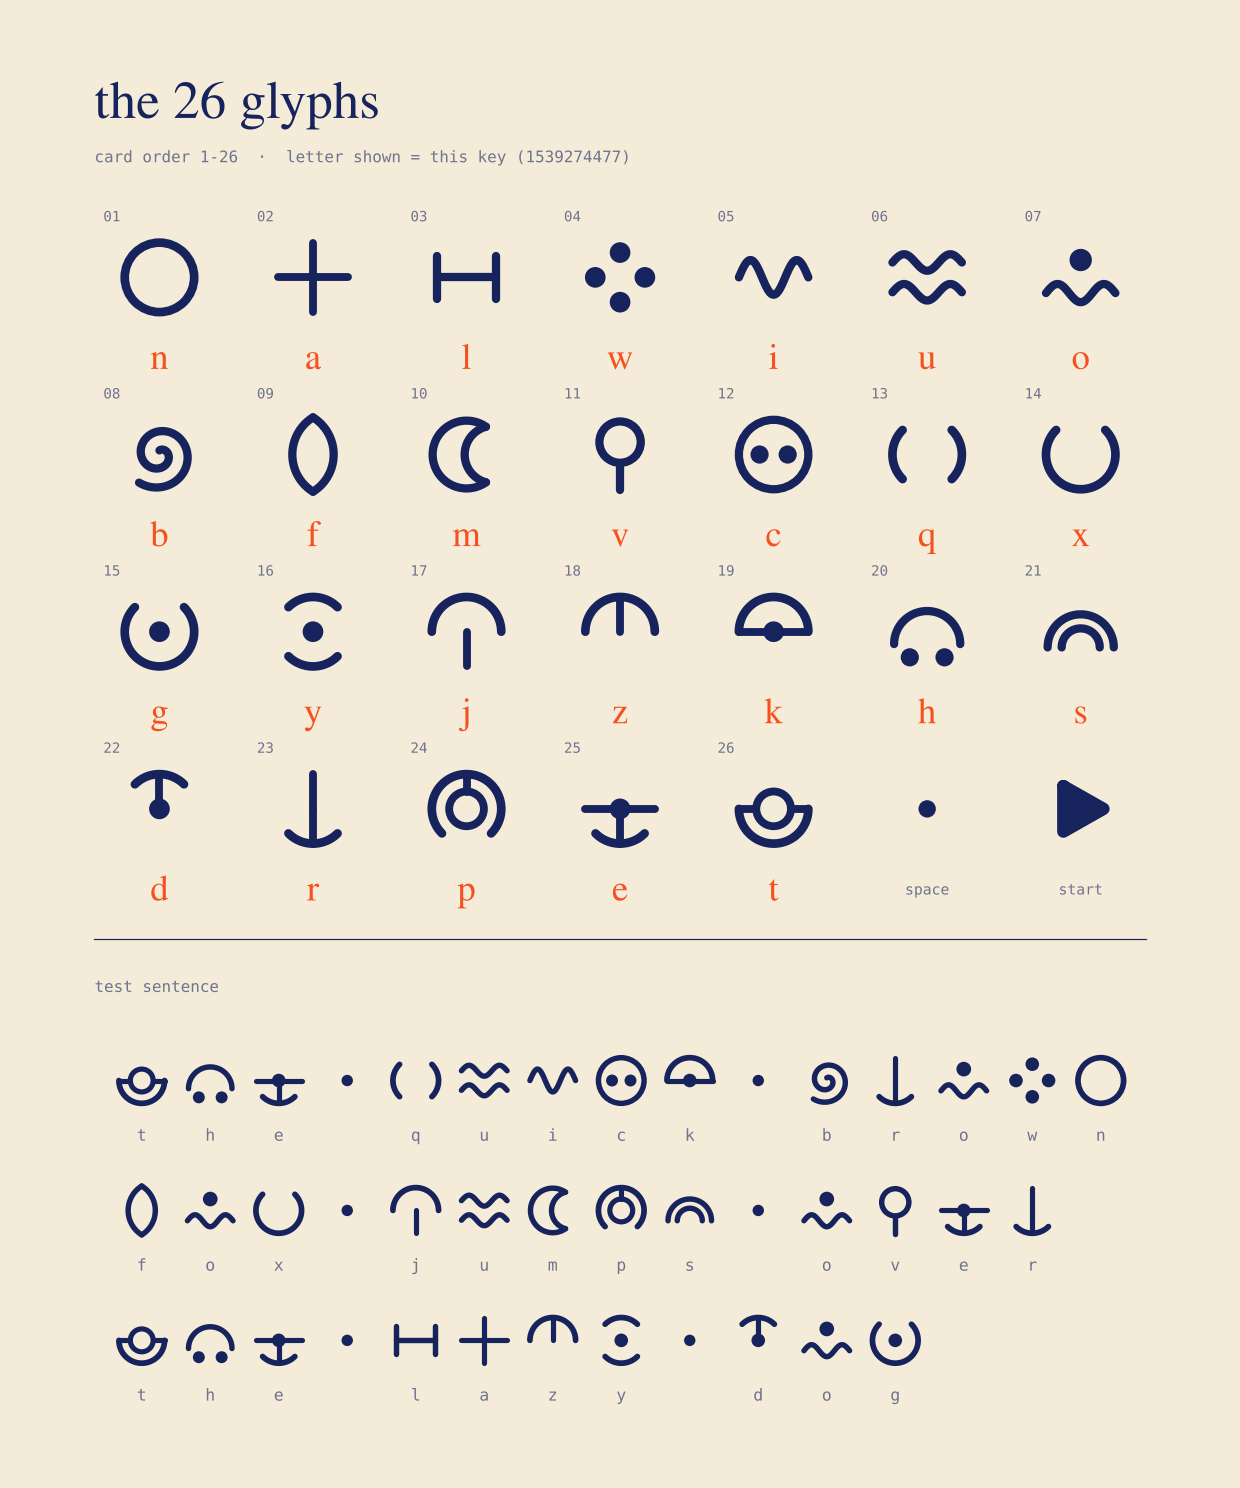 the 26 glyphs
card order 1-26 · letter shown = this key (1539274477)
01 02 03 04 05 06 07
n a l w i u o
08 09 10 11 12 13 14
b f m v c q x
15 16 17 18 19 20 21
g y j z k h s
22 23 24 25 26
d r p e t space start
test sentence
t h e q u i c k b r o w n
f o x j u m p s o v e r
t h e l a z y d o g